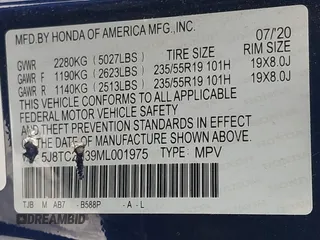 MFD.BY HONDA OF AMERICA MFG.,INC.
07/'20
GVWR 2280KG (5027LBS) TIRE SIZE RIM SIZE
GAWR F 1190KG (2623LBS) 235/55R19 101H 19X8.0J
GAWR R 1140KG (2513LBS) 235/55R19 101H 19X8.0J
THIS VEHICLE CONFORMS TO ALL APPLICABLE
FEDERAL MOTOR VEHICLE SAFETY AND
THEFT PREVENTION STANDARDS IN EFFECT
ON THE DATE OF MANUFACTURE SHOWN ABOVE.
5J8TC2 39ML001975 TYPE: MPV
TJB M AB7 -B588P -A-L
DREAMBID